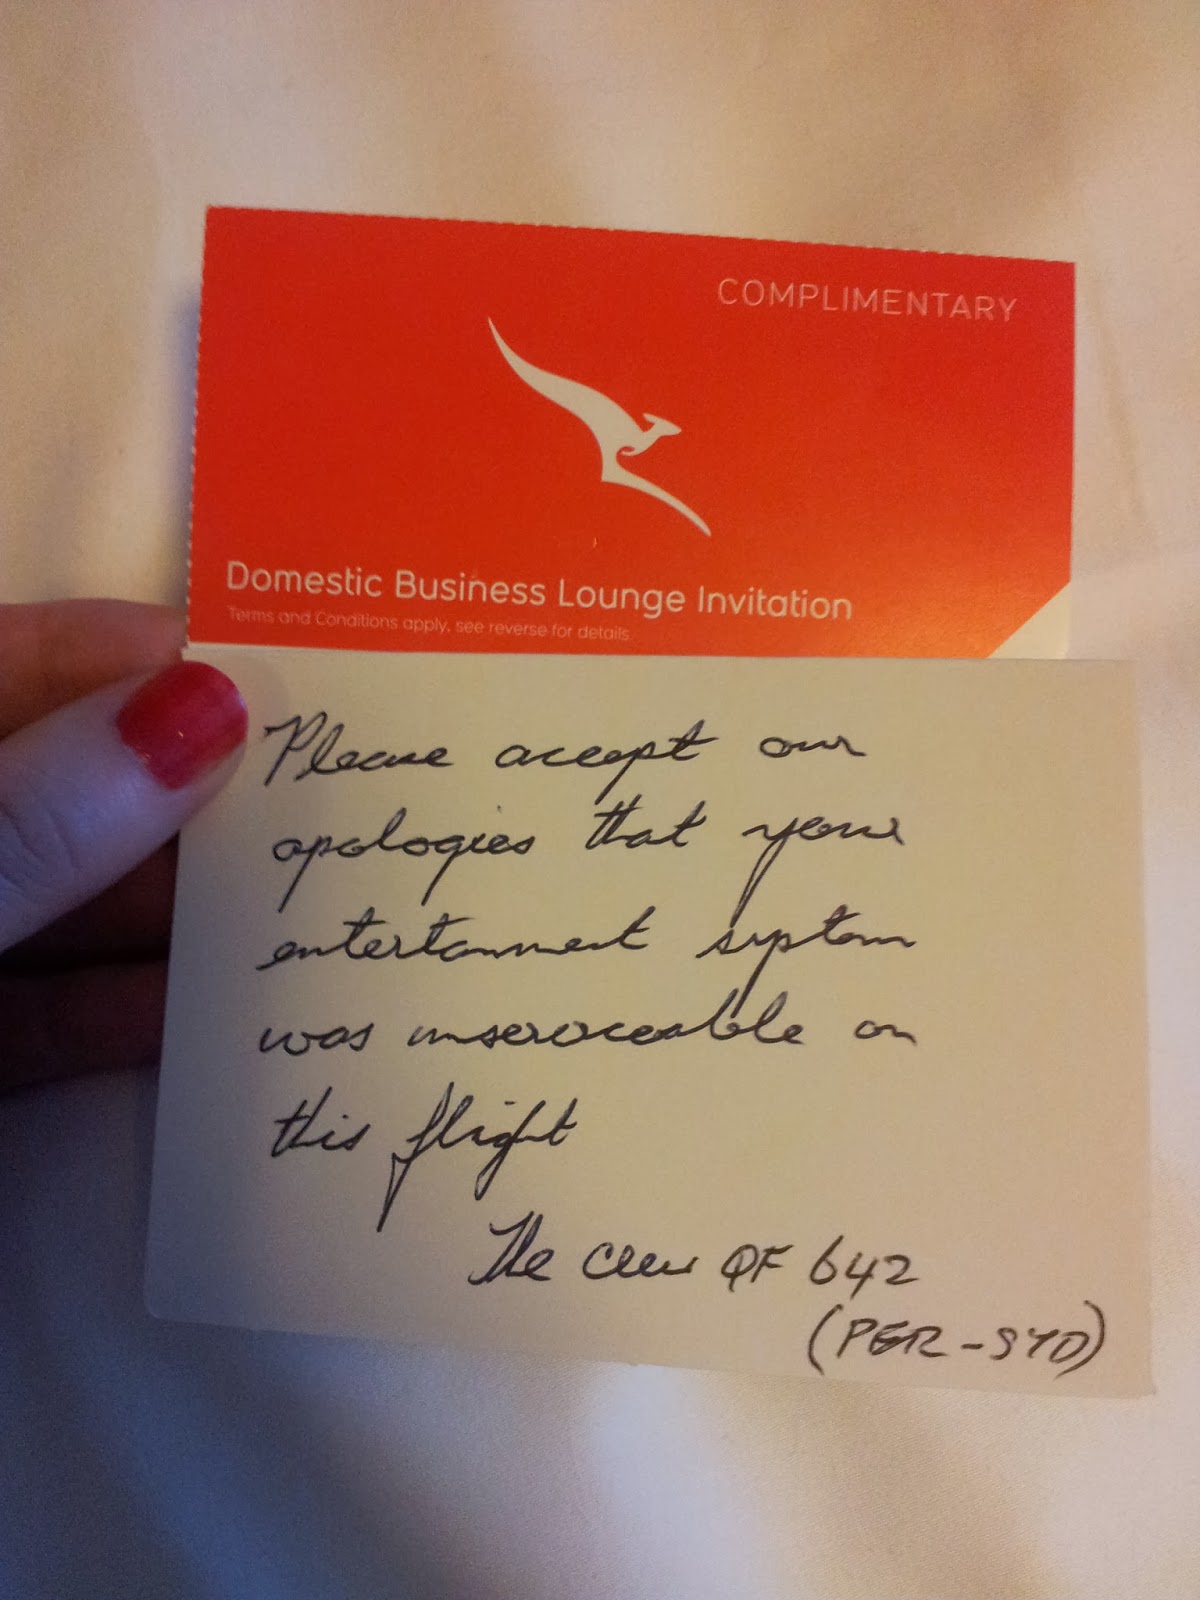 COMPLIMENTARY
Domestic Business Lounge Invitation
Terms and Conditions apply, see reverse for details
Please accept our
apologies that your
entertainment system
was unserviceable on
this flight
The Crew QF 642
(PER-SYD)